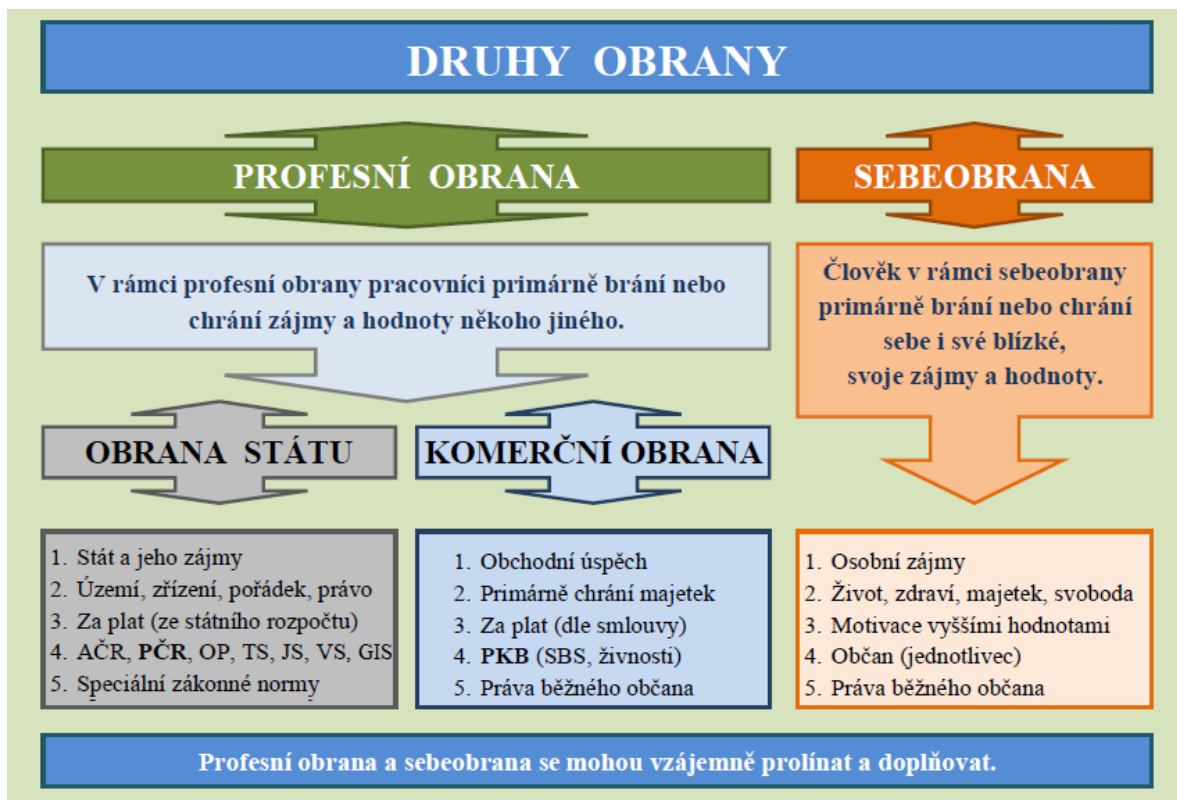 DRUHY OBRANY
PROFESNÍ OBRANA
V rámci profesní obrany pracovníci primárně brání nebo
chrání zájmy a hodnoty někoho jiného.
OBRANA STÁTU
1. Stát a jeho zájmy
2. Území, zřízení, pořádek, právo
3. Za plat (ze státního rozpočtu)
4. AČR, PČR, OP, TS, JS, VS, GIS
5. Speciální zákonné normy
KOMERČNÍ OBRANA
1. Obchodní úspěch
2. Primárně chrání majetek
3. Za plat (dle smlouvy)
4. PKB (SBS, živnosti)
5. Práva běžného občana
SEBEOBRANA
Člověk v rámci sebeobrany
primárně brání nebo chrání
sebe i své blízké,
svoje zájmy a hodnoty.
1. Osobní zájmy
2. Život, zdraví, majetek, svoboda
3. Motivace vyššími hodnotami
4. Občan (jednotlivec)
5. Práva běžného občana
Profesní obrana a sebeobrana se mohou vzájemně prolínat a doplňovat.